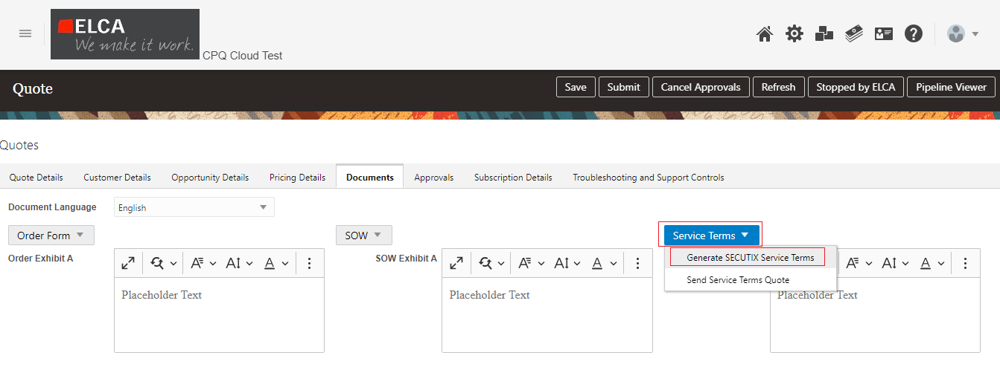 ELCA
We make it work.
CPQ Cloud Test
Quote
Save Submit Cancel Approvals Refresh Stopped by ELCA Pipeline Viewer
Quotes
Quote Details Customer Details Opportunity Details Pricing Details Documents Approvals Subscription Details Troubleshooting and Support Controls
Document Language English
Order Form SOW Service Terms
Order Exhibit A SOW Exhibit A Generate SECUTIX Service Terms
Send Service Terms Quote
Placeholder Text Placeholder Text Placeholder Text